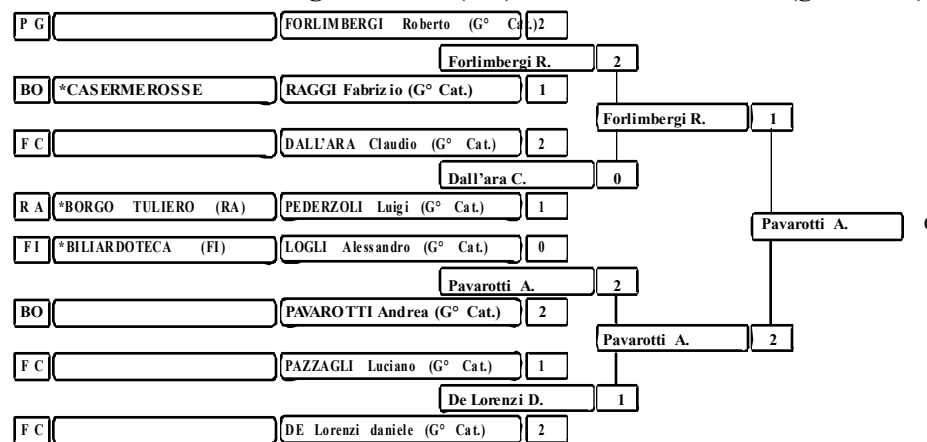 P G FORLIMBERGI Roberto (G° Cat.) 2
Forlimbergi R. 2
BO *CASERMEROSSE RAGGI Fabrizio (G° Cat.) 1
Forlimbergi R. 1
F C DALL'ARA Claudio (G° Cat.) 2
Dall'ara C. 0
R A *BORGO TULIERO (RA) PEDERZOLI Luigi (G° Cat.) 1
Pavarotti A.
F I *BILIARDOTECA (FI) LOGLI Alessandro (G° Cat.) 0
Pavarotti A. 2
BO PAVAROTTI Andrea (G° Cat.) 2
Pavarotti A. 2
F C PAZZAGLI Luciano (G° Cat.) 1
De Lorenzi D. 1
F C DE Lorenzi daniele (G° Cat.) 2